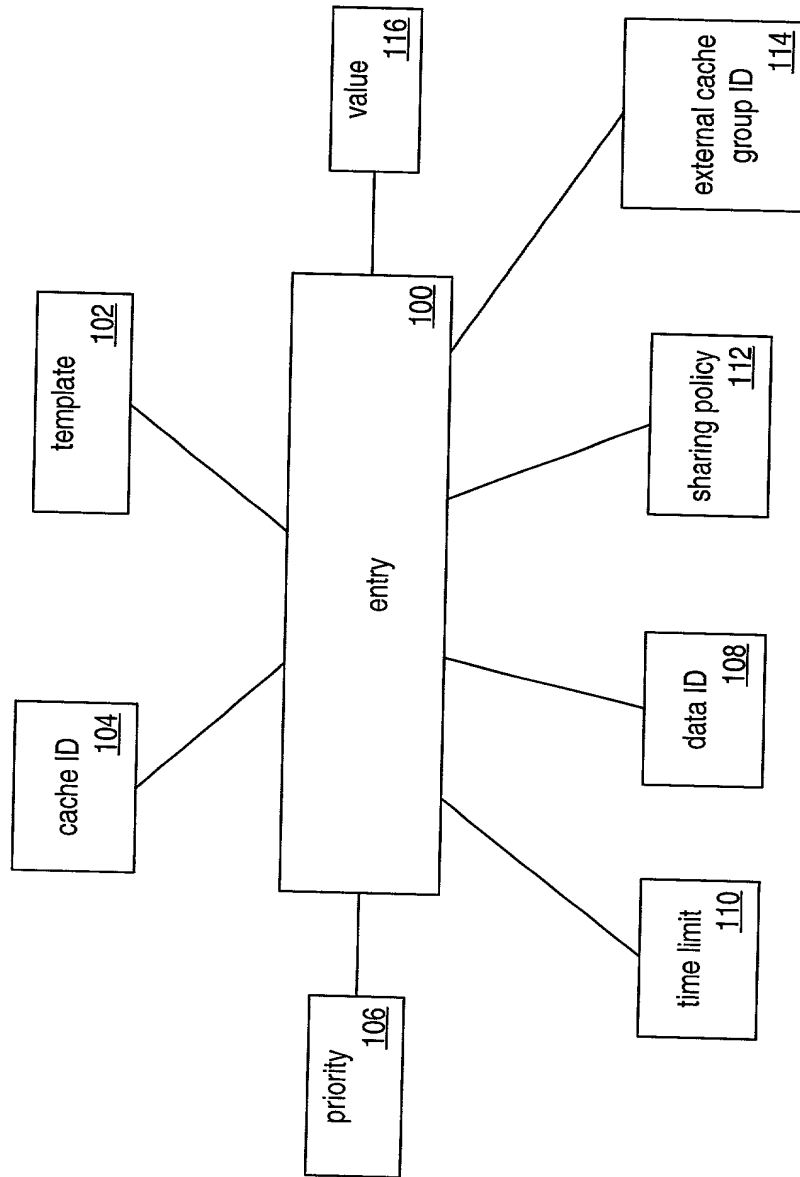 cache ID
104
template
102
priority
106
entry
100
value
116
time limit
110
data ID
108
sharing policy
112
external cache
group ID
114